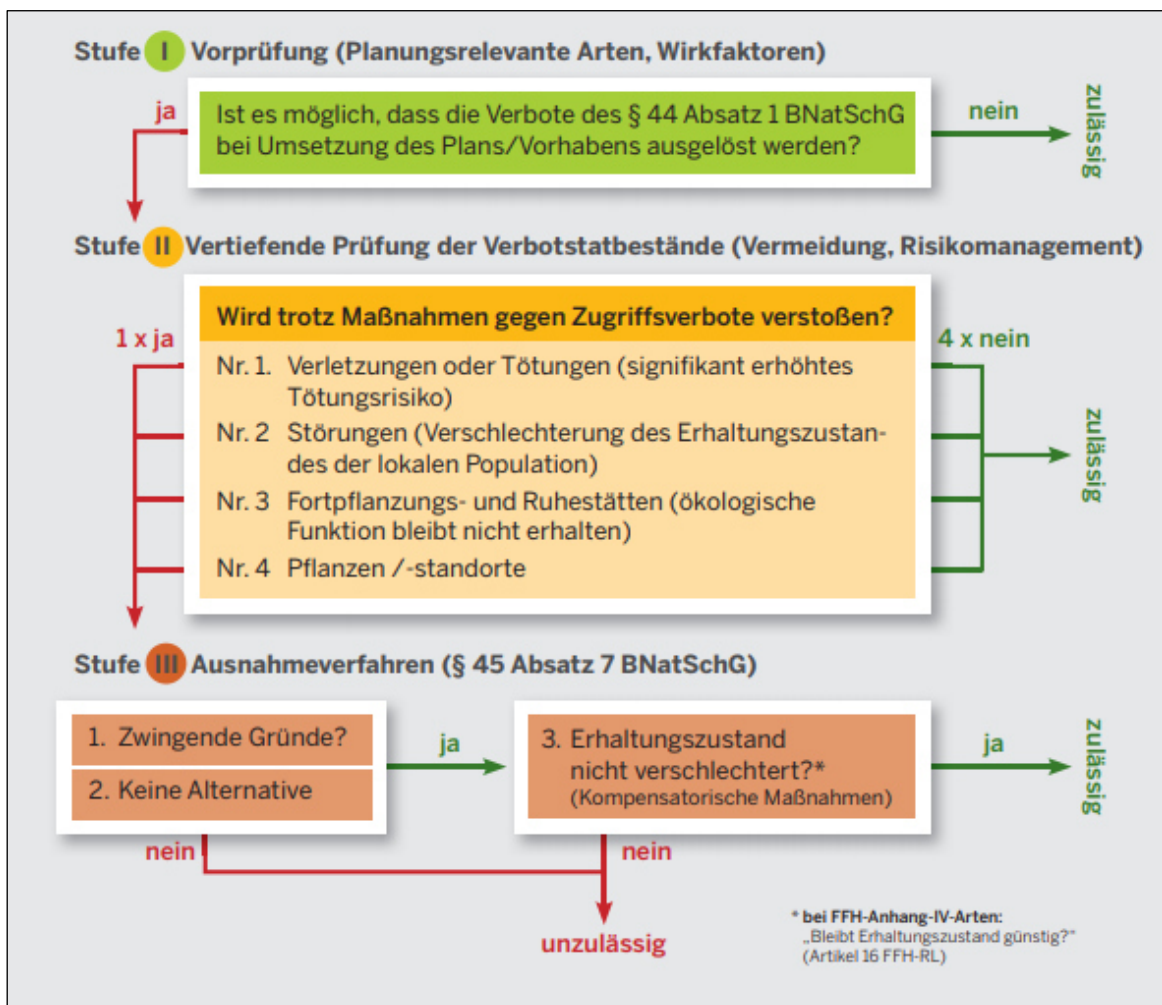 Stufe I Vorprüfung (Planungsrelevante Arten, Wirkfaktoren)
ja
Ist es möglich, dass die Verbote des § 44 Absatz 1 BNatSchG
bei Umsetzung des Plans/Vorhabens ausgelöst werden?
nein
zulässig
Stufe II Vertiefende Prüfung der Verbotstatbestände (Vermeidung, Risikomanagement)
Wird trotz Maßnahmen gegen Zugriffsverbote verstoßen?
1 x ja
4 x nein
Nr. 1. Verletzungen oder Tötungen (signifikant erhöhtes
Tötungsrisiko)
Nr. 2 Störungen (Verschlechterung des Erhaltungszustan-
des der lokalen Population)
Nr. 3 Fortpflanzungs- und Ruhestätten (ökologische
Funktion bleibt nicht erhalten)
Nr. 4 Pflanzen /-standorte
zulässig
Stufe III Ausnahmeverfahren (§ 45 Absatz 7 BNatSchG)
1. Zwingende Gründe?
2. Keine Alternative
ja
3. Erhaltungszustand
nicht verschlechtert?*
(Kompensatorische Maßnahmen)
ja
zulässig
nein
nein
unzulässig
* bei FFH-Anhang-IV-Arten:
„Bleibt Erhaltungszustand günstig?"
(Artikel 16 FFH-RL)